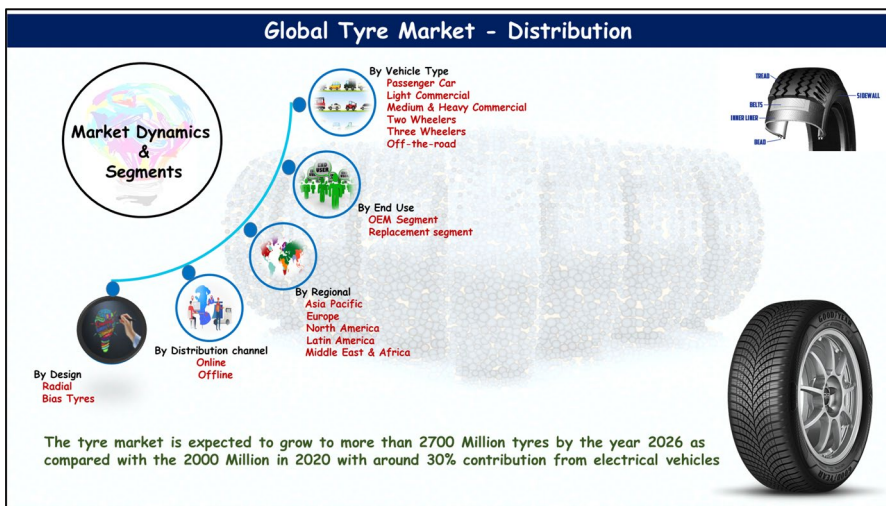 Global Tyre Market - Distribution
Market Dynamics
&
Segments
By Vehicle Type
Passenger Car
Light Commercial
Medium & Heavy Commercial
Two Wheelers
Three Wheelers
Off-the-road
END
USER
By End Use
OEM Segment
Replacement segment
By Regional
Asia Pacific
Europe
North America
Latin America
Middle East & Africa
By Distribution channel
Online
Offline
By Design
Radial
Bias Tyres
TREAD
SIDEWALL
BELTS
INNER LINER
BEAD
GOODYEAR
The tyre market is expected to grow to more than 2700 Million tyres by the year 2026 as
compared with the 2000 Million in 2020 with around 30% contribution from electrical vehicles